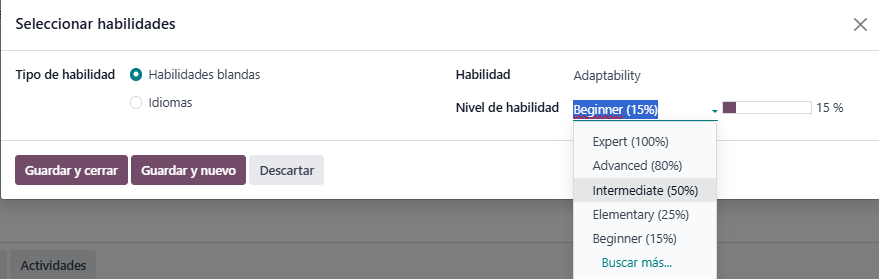 Seleccionar habilidades
Tipo de habilidad
Habilidades blandas
Idiomas
Habilidad
Adaptability
Nivel de habilidad
Beginner (15%)
15 %
Expert (100%)
Advanced (80%)
Intermediate (50%)
Elementary (25%)
Beginner (15%)
Buscar más...
Guardar y cerrar
Guardar y nuevo
Descartar
Actividades